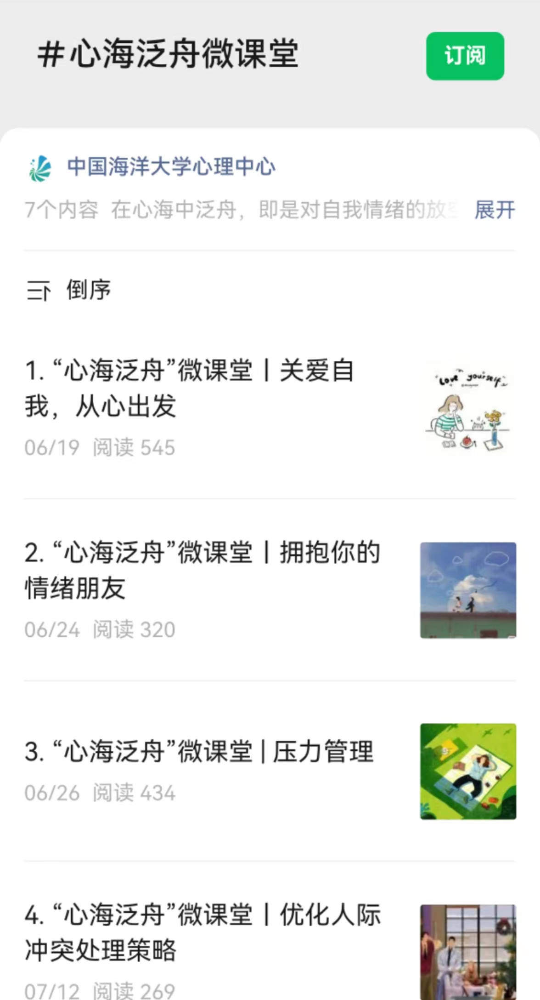 #心海泛舟微课堂
订阅
中国海洋大学心理中心
7个内容 在心海中泛舟，即是对自我情绪的放空
展开
倒序
1. “心海泛舟”微课堂丨关爱自
我，从心出发
06/19 阅读 545
love yourself
2. “心海泛舟”微课堂丨拥抱你的
情绪朋友
06/24 阅读 320
3. “心海泛舟”微课堂 | 压力管理
06/26 阅读 434
4. “心海泛舟”微课堂丨优化人际
冲突处理策略
07/12 阅读 269